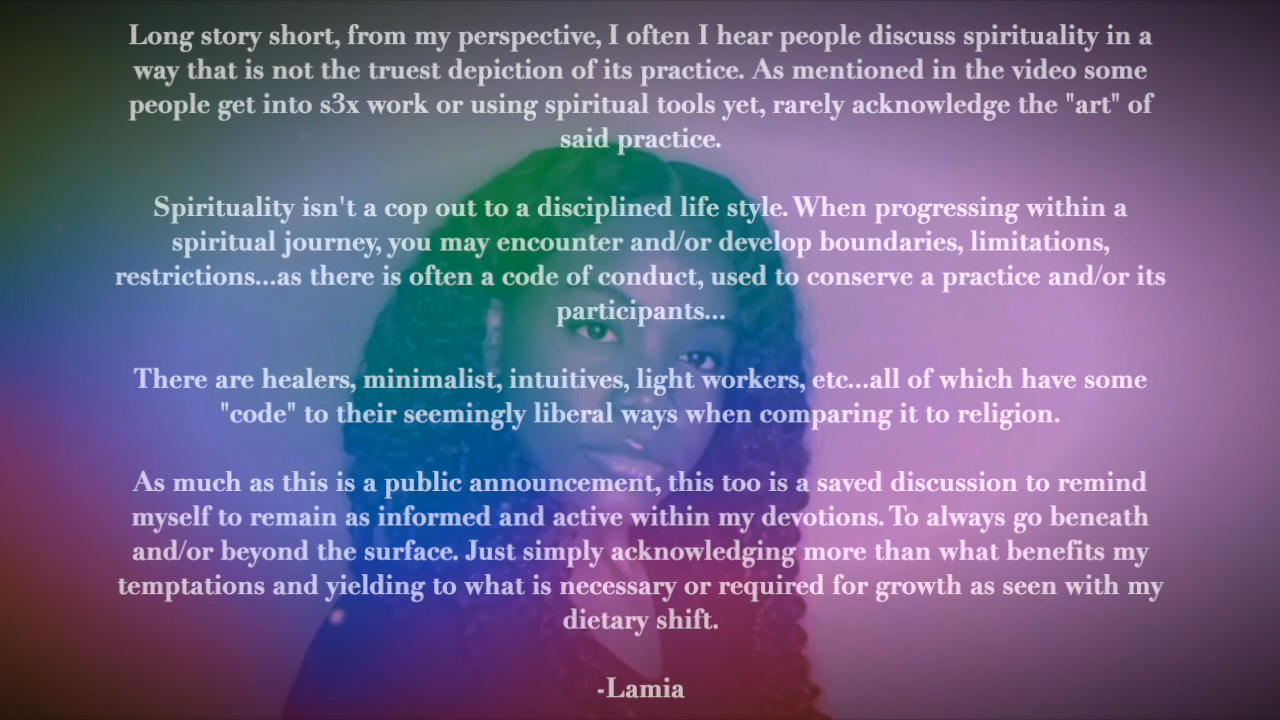 Long story short, from my perspective, I often I hear people discuss spirituality in a
way that is not the truest depiction of its practice. As mentioned in the video some
people get into s3x work or using spiritual tools yet, rarely acknowledge the "art" of
said practice.
Spirituality isn't a cop out to a disciplined life style. When progressing within a
spiritual journey, you may encounter and/or develop boundaries, limitations,
restrictions...as there is often a code of conduct, used to conserve a practice and/or its
participants...
There are healers, minimalist, intuitives, light workers, etc...all of which have some
"code" to their seemingly liberal ways when comparing it to religion.
As much as this is a public announcement, this too is a saved discussion to remind
myself to remain as informed and active within my devotions. To always go beneath
and/or beyond the surface. Just simply acknowledging more than what benefits my
temptations and yielding to what is necessary or required for growth as seen with my
dietary shift.
-Lamia